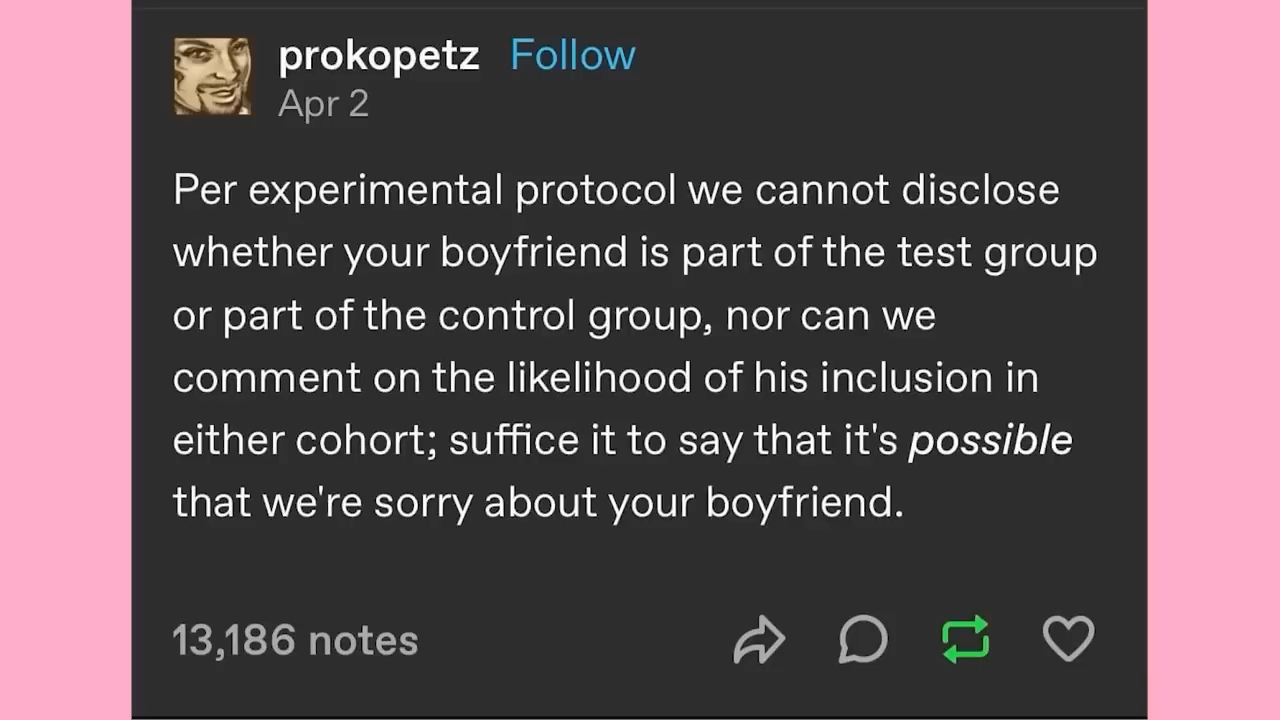 prokopetz Follow
Apr 2
Per experimental protocol we cannot disclose
whether your boyfriend is part of the test group
or part of the control group, nor can we
comment on the likelihood of his inclusion in
either cohort; suffice it to say that it's possible
that we're sorry about your boyfriend.
13,186 notes